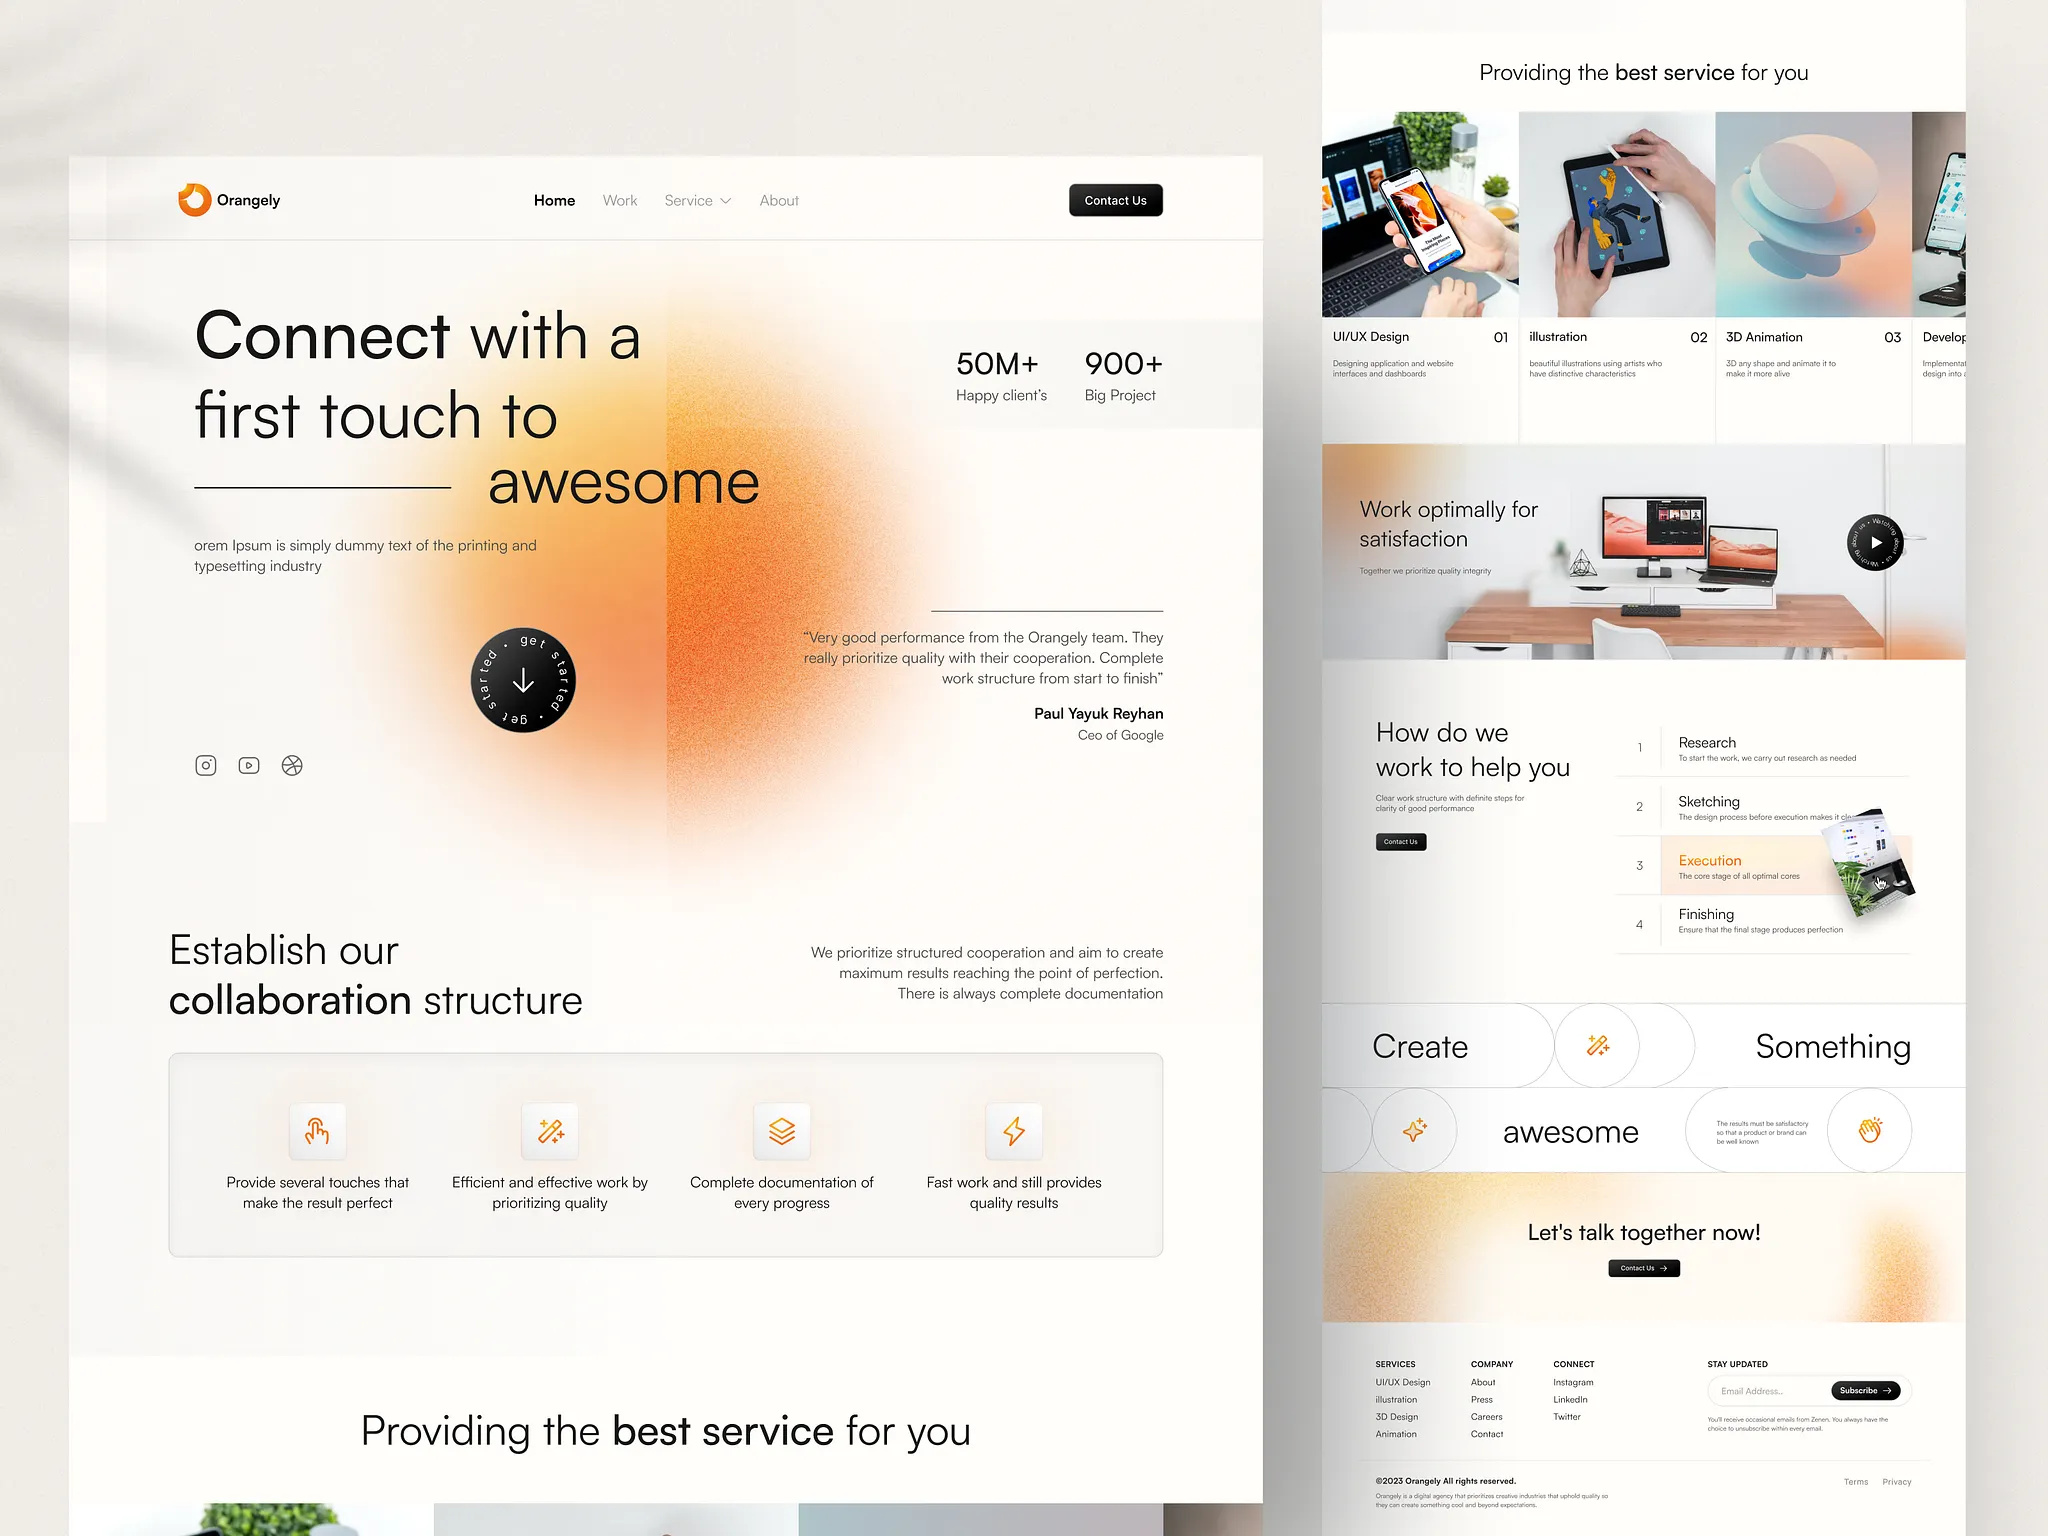 Orangely
Home
Work
Service
About
Contact Us
Connect with a
first touch to
awesome
orem Ipsum is simply dummy text of the printing and
typesetting industry
get started • get started •
50M+
Happy client's
900+
Big Project
“Very good performance from the Orangely team. They
really prioritize quality with their cooperation. Complete
work structure from start to finish”
Paul Yayuk Reyhan
Ceo of Google
Establish our
collaboration structure
We prioritize structured cooperation and aim to create
maximum results reaching the point of perfection.
There is always complete documentation
Provide several touches that
make the result perfect
Efficient and effective work by
prioritizing quality
Complete documentation of
every progress
Fast work and still provides
quality results
Providing the best service for you
Providing the best service for you
UI/UX Design
01
Designing application and website
interfaces and dashboards
illustration
02
beautiful illustrations using artists who
have distinctive characteristics
3D Animation
03
3D any shape and animate it to
make it more alive
Develop
Implementat
design into
Work optimally for
satisfaction
Together we prioritize quality integrity
Watching about us • Watching about us •
How do we
work to help you
Clear work structure with definite steps for
clarity of good performance
Contact Us
1
Research
To start the work, we carry out research as needed
2
Sketching
The design process before execution makes it
3
Execution
The core stage of all optimal cores
4
Finishing
Ensure that the final stage produces perfection
Create
Something
awesome
The results must be satisfactory
so that a product or brand can
be well known
Let's talk together now!
Contact Us
SERVICES
UI/UX Design
illustration
3D Design
Animation
COMPANY
About
Press
Careers
Contact
CONNECT
Instagram
LinkedIn
Twitter
STAY UPDATED
Email Address..
Subscribe
You'll receive occasional emails from Zenen. You always have the
choice to unsubscribe within every email.
©2023 Orangely All rights reserved.
Orangely is a digital agency that prioritizes creative industries that uphold quality so
they can create something cool and beyond expectations.
Terms
Privacy